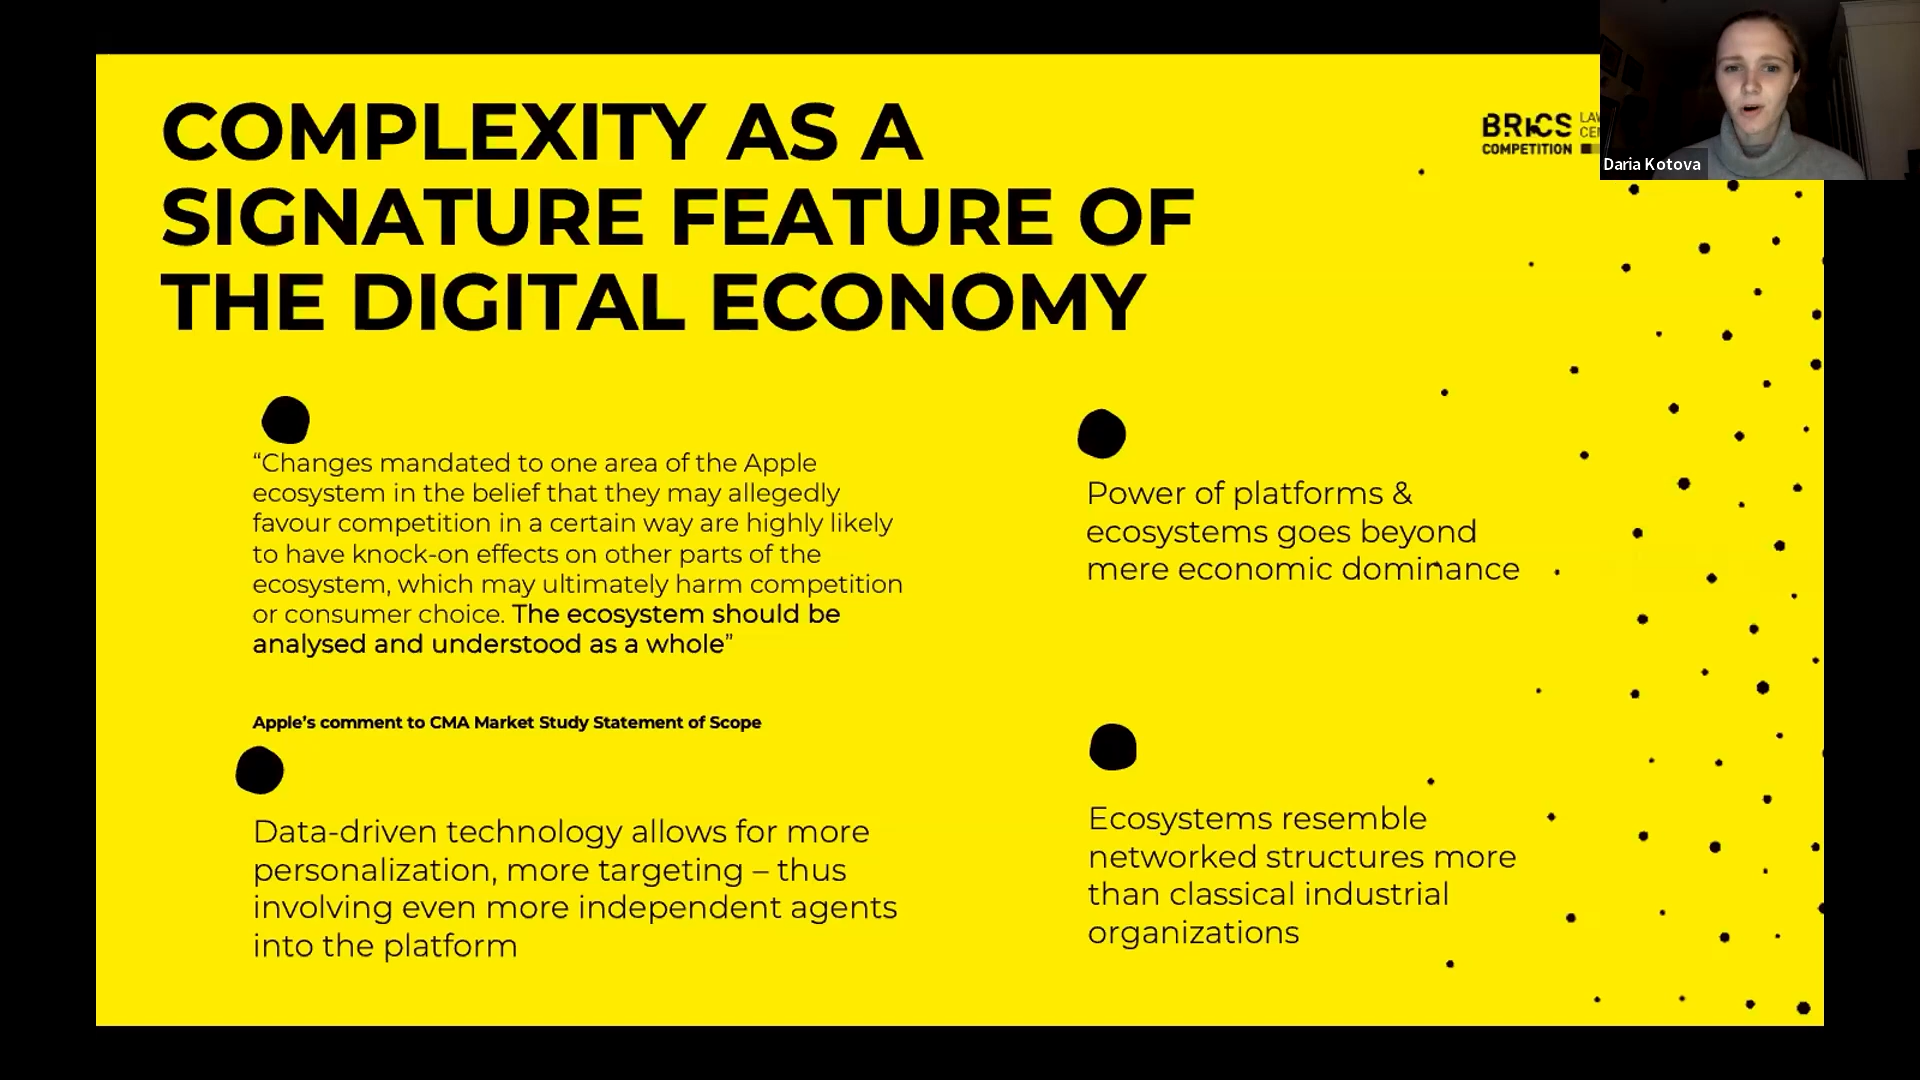 COMPLEXITY AS A
SIGNATURE FEATURE OF
THE DIGITAL ECONOMY
BRICS
COMPETITION
Daria Kotova
“Changes mandated to one area of the Apple
ecosystem in the belief that they may allegedly
favour competition in a certain way are highly likely
to have knock-on effects on other parts of the
ecosystem, which may ultimately harm competition
or consumer choice. The ecosystem should be
analysed and understood as a whole”
Apple’s comment to CMA Market Study Statement of Scope
Power of platforms &
ecosystems goes beyond
mere economic dominance
Data-driven technology allows for more
personalization, more targeting – thus
involving even more independent agents
into the platform
Ecosystems resemble
networked structures more
than classical industrial
organizations